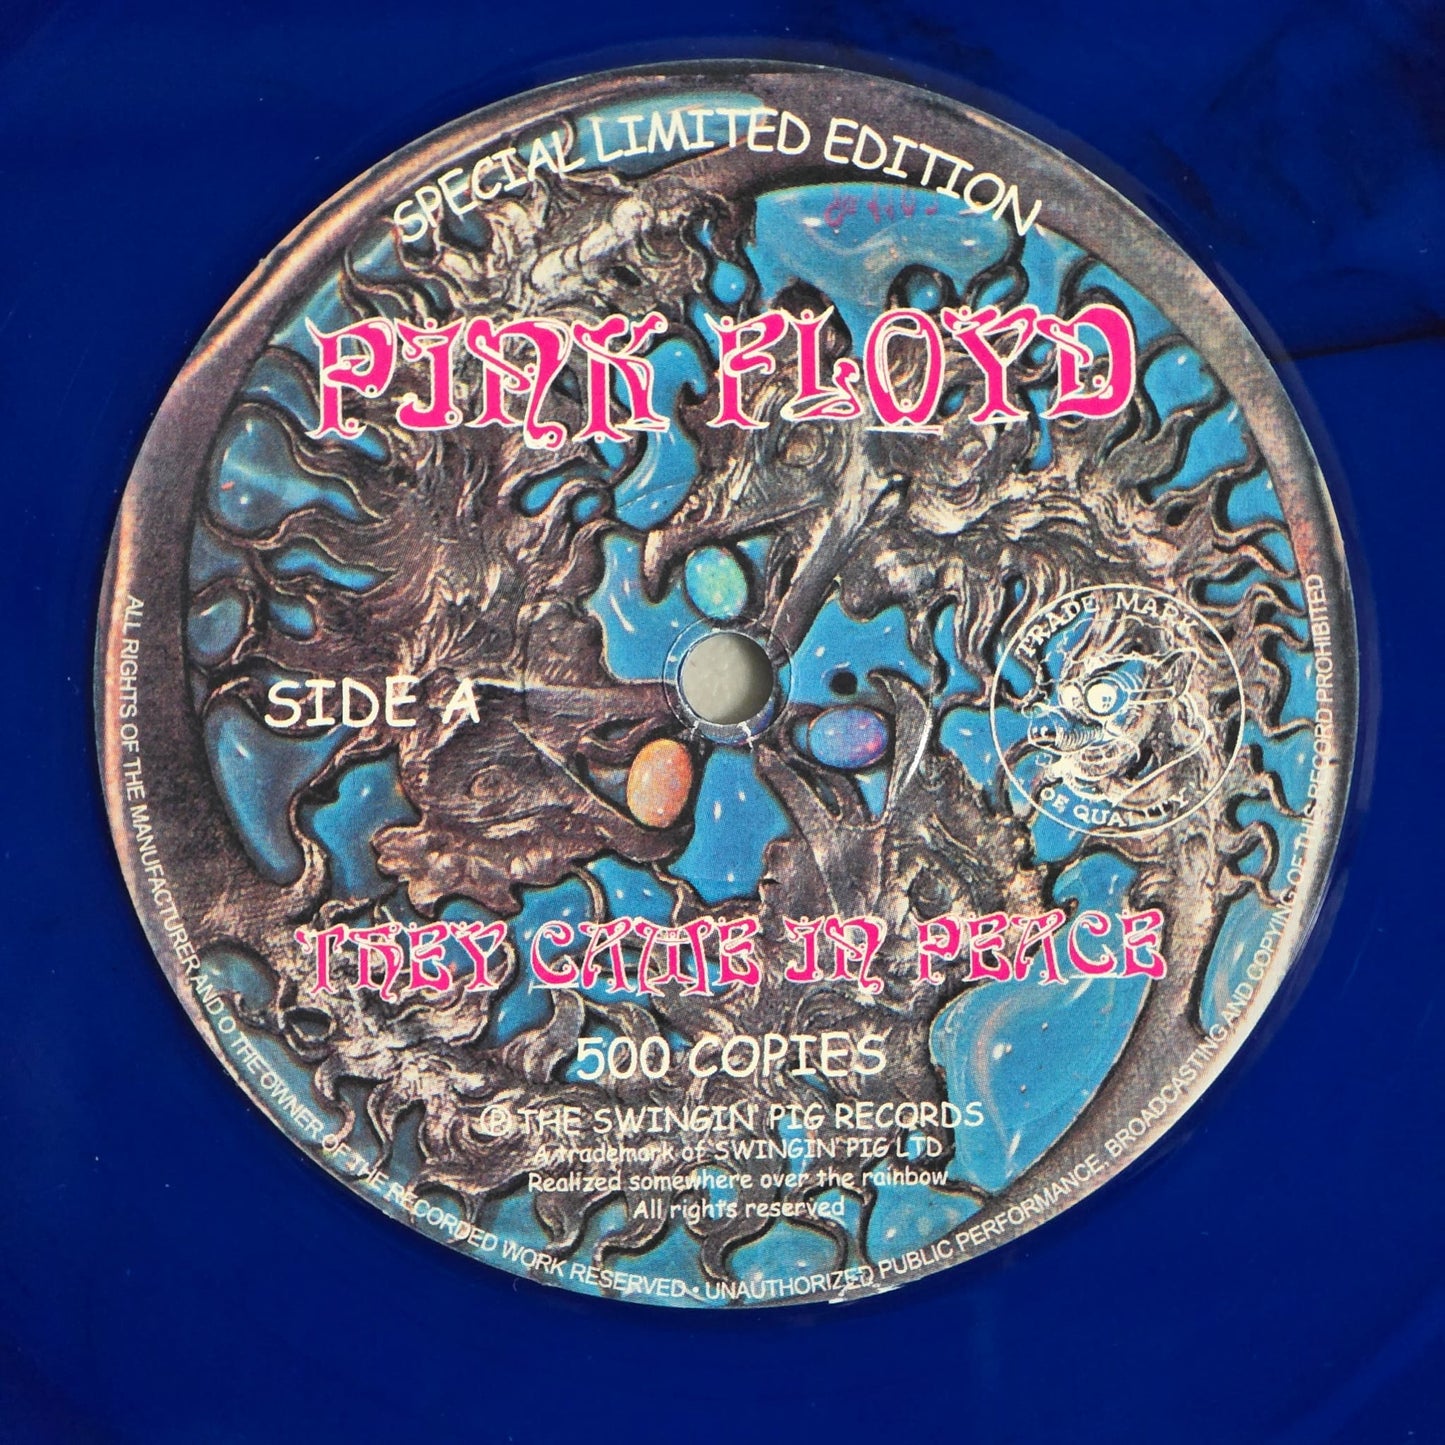 SPECIAL LIMITED EDITION
PINK FLOYD
SIDE A
TRADE MARK
OF QUALITY
THEY CAME IN PEACE
500 COPIES
℗ THE SWINGIN' PIG RECORDS
A trademark of SWINGIN' PIG LTD
Realized somewhere over the rainbow
All rights reserved
ALL RIGHTS OF THE MANUFACTURER AND O THE OWNER OF THE RECORDED WORK RESERVED • UNAUTHORIZED PUBLIC PERFORMANCE, BROADCASTING AND COPYING OF THIS RECORD PROHIBITED